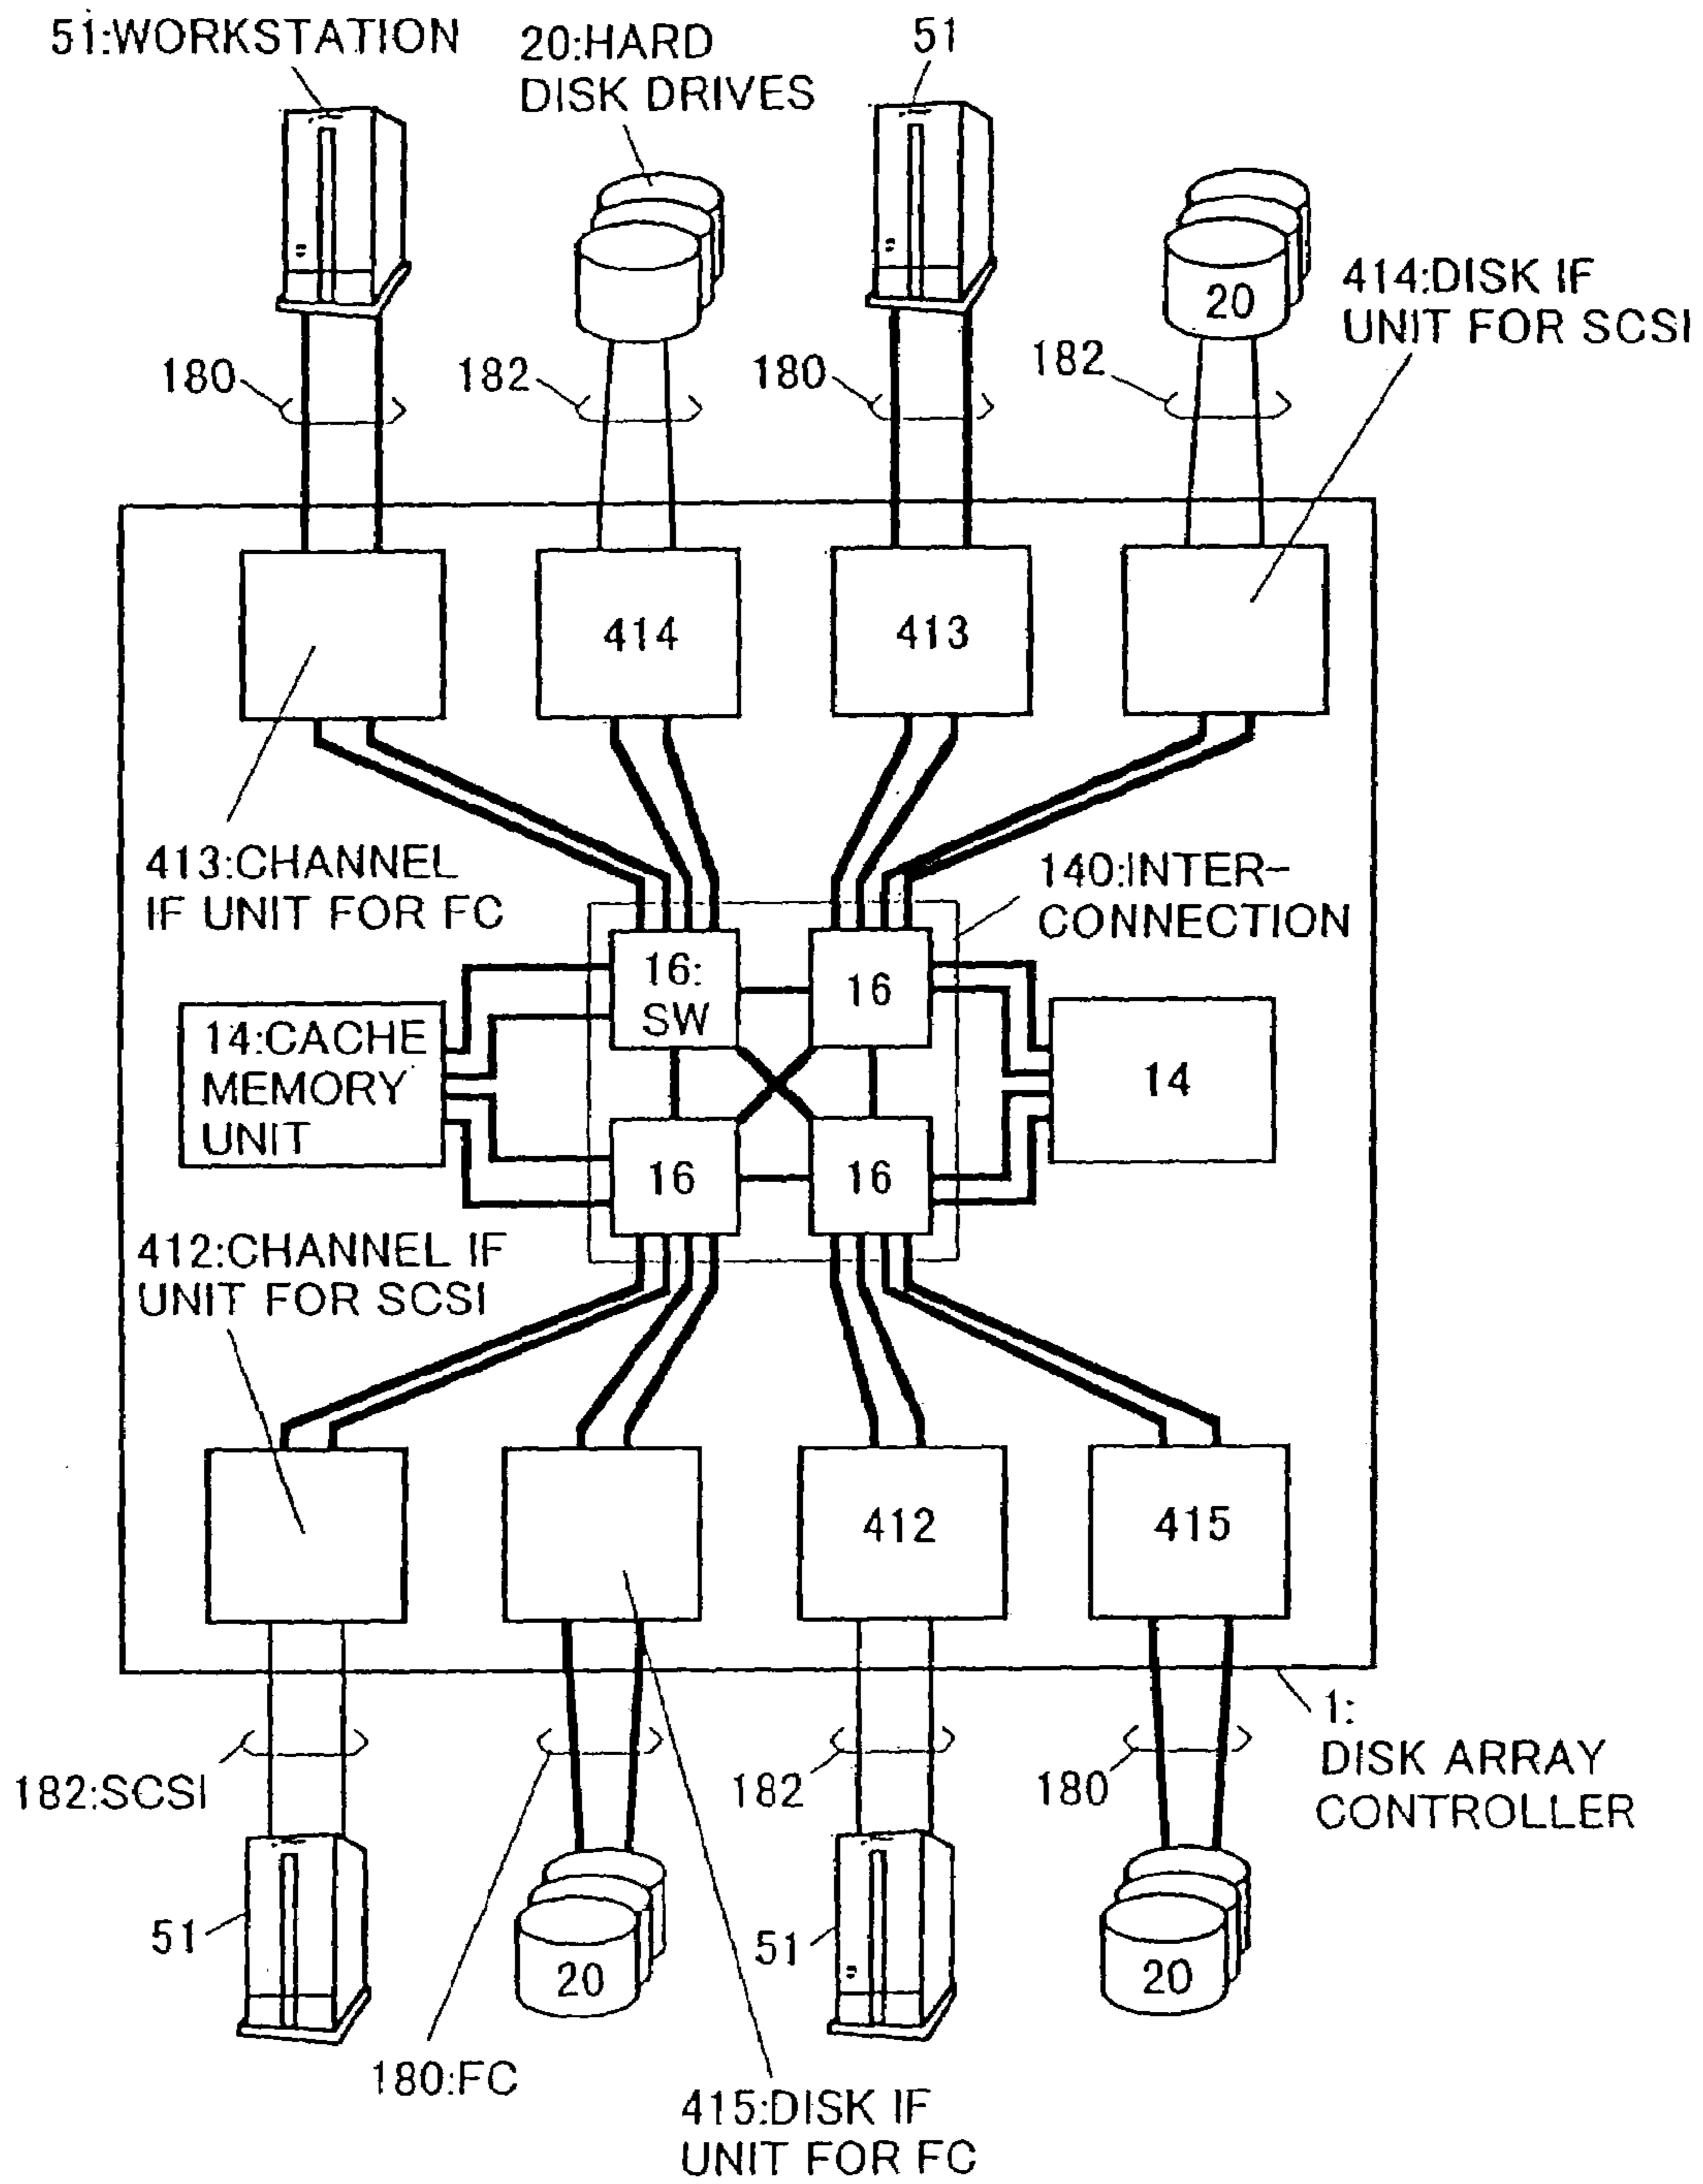 51:WORKSTATION
20:HARD
DISK DRIVES
51
20
414:DISK IF
UNIT FOR SCSI
180
182
180
182
414
413
413:CHANNEL
IF UNIT FOR FC
140:INTER-
CONNECTION
16:
SW
16
14:CACHE
MEMORY
UNIT
14
16
16
412:CHANNEL IF
UNIT FOR SCSI
412
415
1:
DISK ARRAY
CONTROLLER
182:SCSI
182
180
51
20
51
20
180:FC
415:DISK IF
UNIT FOR FC